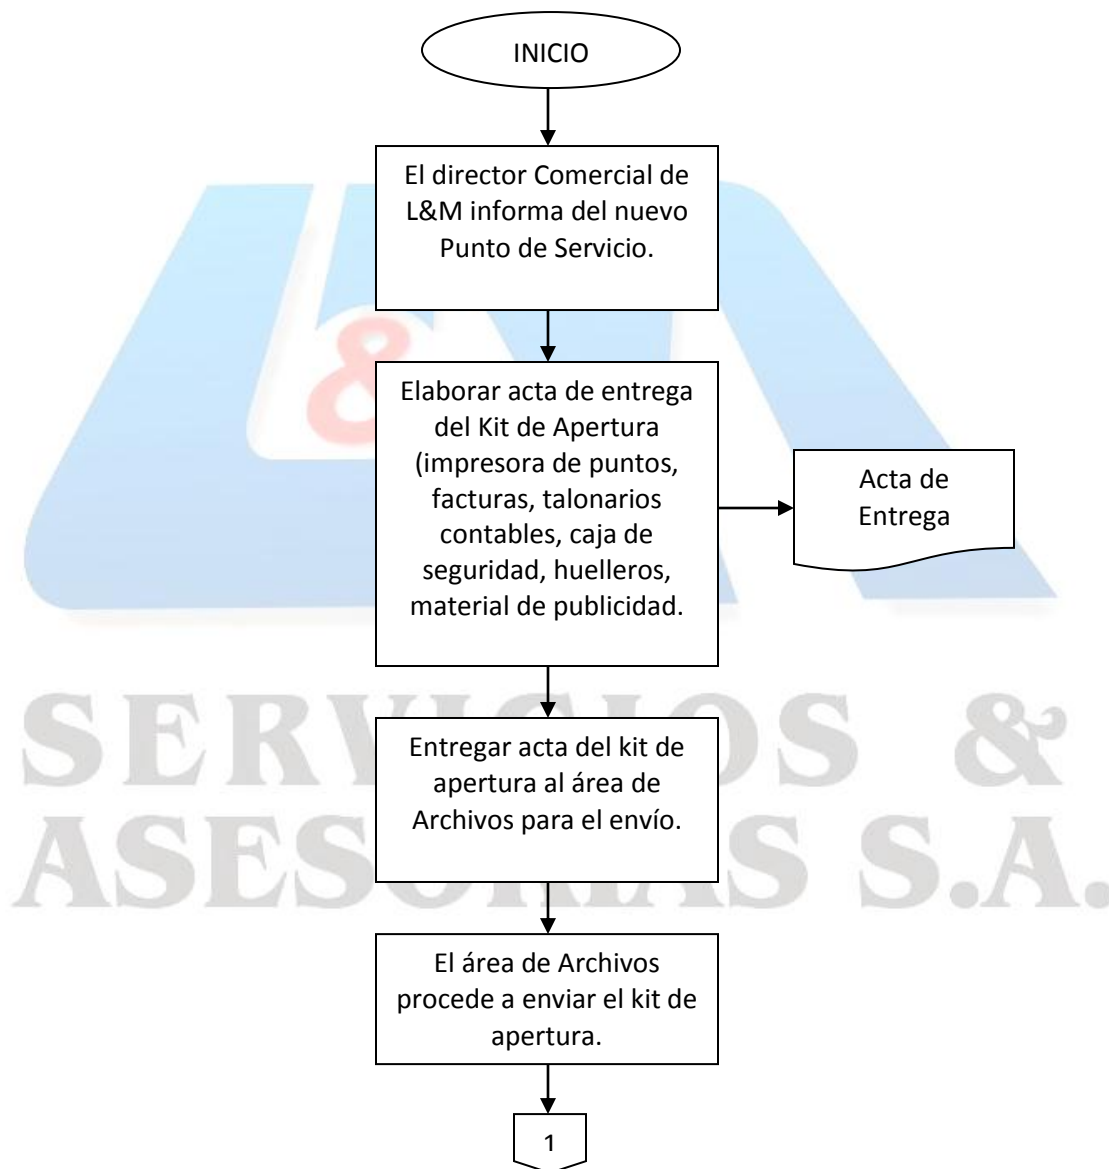 INICIO
El director Comercial de
L&M informa del nuevo
Punto de Servicio.
Elaborar acta de entrega
del Kit de Apertura
(impresora de puntos,
facturas, talonarios
contables, caja de
seguridad, huelleros,
material de publicidad.
Acta de
Entrega
Entregar acta del kit de
apertura al área de
Archivos para el envío.
El área de Archivos
procede a enviar el kit de
apertura.
1
L&M
SERVICIOS &
ASESORIAS S.A.